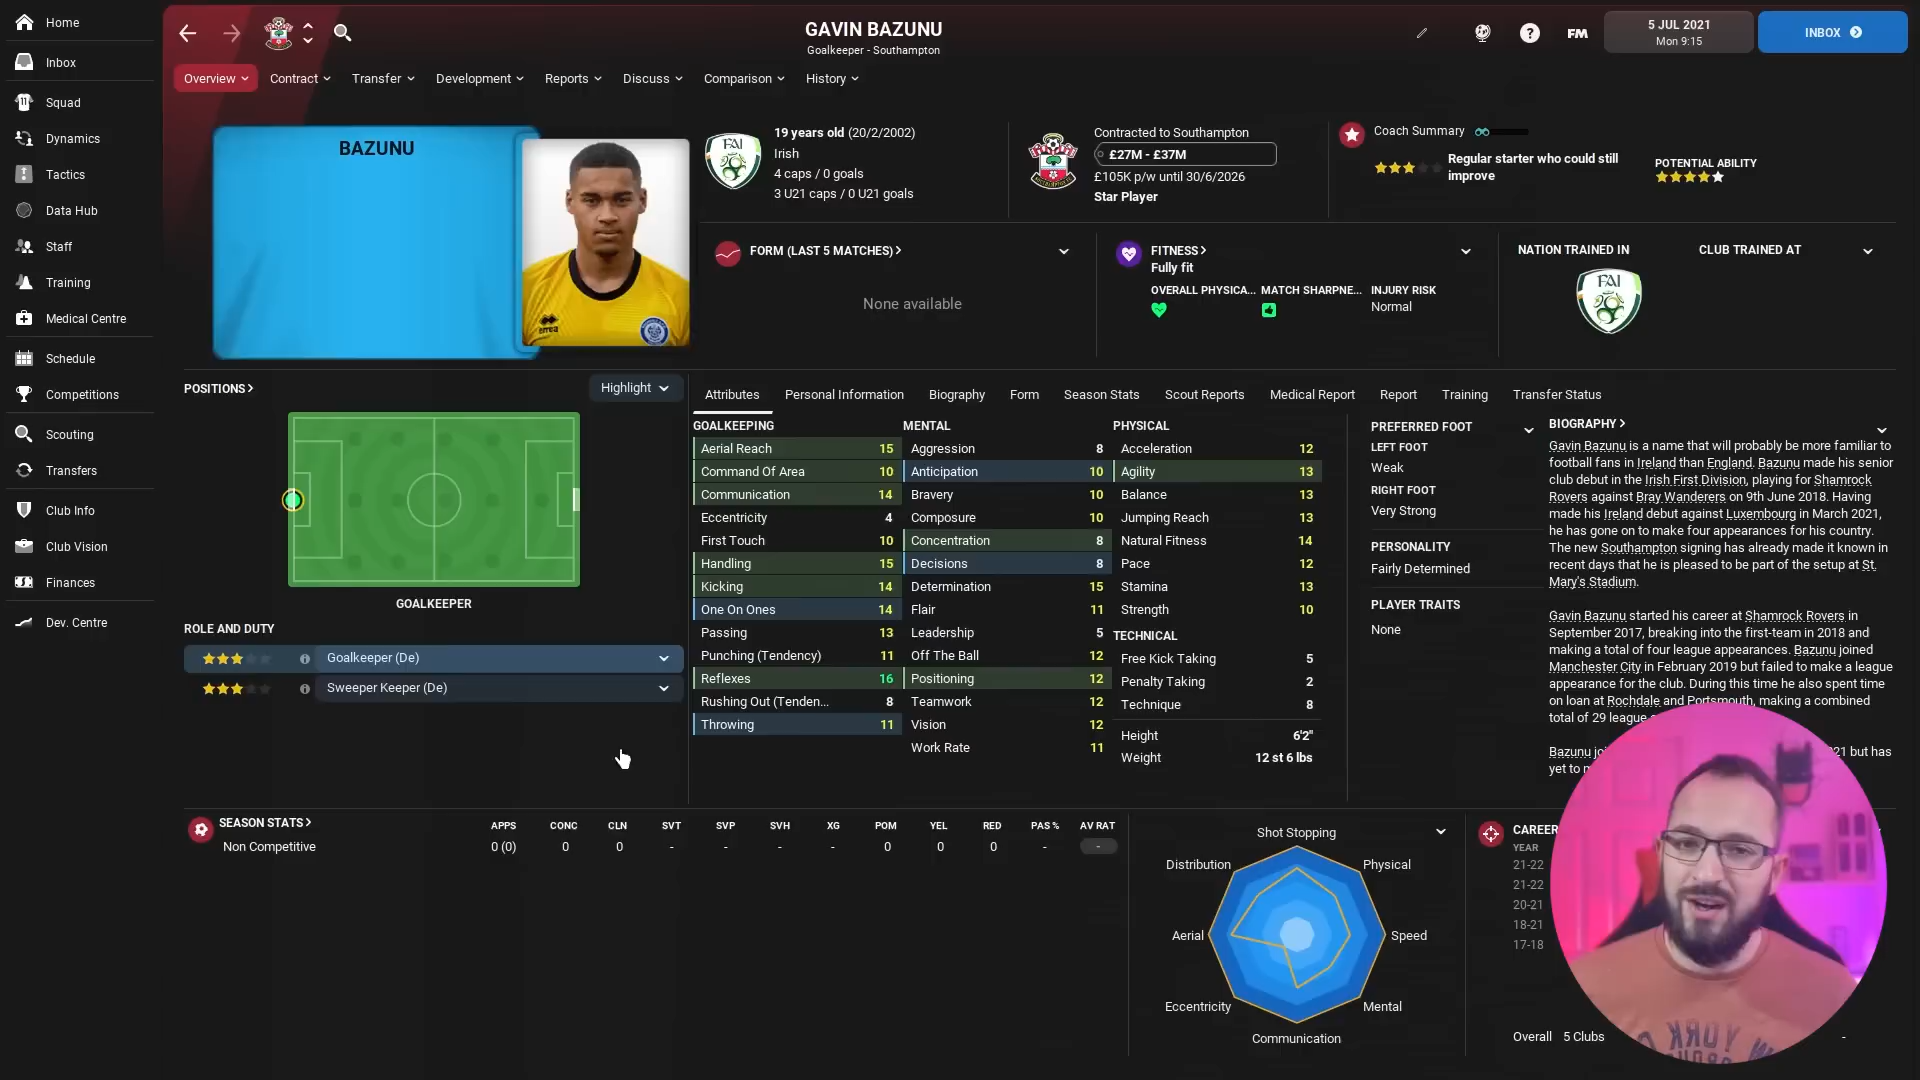 Home
Inbox
Squad
Dynamics
Tactics
Data Hub
Staff
Training
Medical Centre
Schedule
Competitions
Scouting
Transfers
Club Info
Club Vision
Finances
Dev. Centre
GAVIN BAZUNU
Goalkeeper - Southampton
? FM
5 JUL 2021
Mon 9:15
INBOX
Overview Contract Transfer Development Reports Discuss Comparison History
BAZUNU
errea
FAI
19 years old (20/2/2002)
Irish
4 caps / 0 goals
3 U21 caps / 0 U21 goals
Contracted to Southampton
£27M - £37M
£105K p/w until 30/6/2026
Star Player
Coach Summary
Regular starter who could still
improve
POTENTIAL ABILITY
FORM (LAST 5 MATCHES)
None available
FITNESS
Fully fit
OVERALL PHYSICA... MATCH SHARPNE... INJURY RISK
Normal
NATION TRAINED IN CLUB TRAINED AT
FAI
POSITIONS
Highlight
GOALKEEPER
ROLE AND DUTY
Goalkeeper (De)
Sweeper Keeper (De)
Attributes Personal Information Biography Form Season Stats Scout Reports Medical Report Report Training Transfer Status
GOALKEEPING
Aerial Reach 15
Command Of Area 10
Communication 14
Eccentricity 4
First Touch 10
Handling 15
Kicking 14
One On Ones 14
Passing 13
Punching (Tendency) 11
Reflexes 16
Rushing Out (Tenden... 8
Throwing 11
MENTAL
Aggression 8
Anticipation 10
Bravery 10
Composure 10
Concentration 8
Decisions 8
Determination 15
Flair 11
Leadership 5
Off The Ball 12
Positioning 12
Teamwork 12
Vision 12
Work Rate 11
PHYSICAL
Acceleration 12
Agility 13
Balance 13
Jumping Reach 13
Natural Fitness 14
Pace 12
Stamina 13
Strength 10
TECHNICAL
Free Kick Taking 5
Penalty Taking 2
Technique 8
Height 6'2"
Weight 12 st 6 lbs
PREFERRED FOOT
LEFT FOOT
Weak
RIGHT FOOT
Very Strong
PERSONALITY
Fairly Determined
PLAYER TRAITS
None
BIOGRAPHY
Gavin Bazunu is a name that will probably be more familiar to
football fans in Ireland than England. Bazunu made his senior
club debut in the Irish First Division, playing for Shamrock
Rovers against Bray Wanderers on 9th June 2018. Having
made his Ireland debut against Luxembourg in March 2021,
he has gone on to make four appearances for his country.
The new Southampton signing has already made it known in
recent days that he is pleased to be part of the setup at St.
Mary's Stadium.
Gavin Bazunu started his career at Shamrock Rovers in
September 2017, breaking into the first-team in 2018 and
making a total of four league appearances. Bazunu joined
Manchester City in February 2019 but failed to make a league
appearance for the club. During this time he also spent time
on loan at Rochdale and Portsmouth, making a combined
total of 29 league
Bazunu 21 but has
yet to
SEASON STATS
APPS CONC CLN SVT SVP SVH XG POM YEL RED PAS % AV RAT
Non Competitive 0 (0) 0 0 - - - - 0 0 0 - -
Shot Stopping
Physical
Speed
Mental
Communication
Eccentricity
Aerial
Distribution
CAREER
YEAR
21-22
21-22
20-21
18-21
17-18
Overall 5 Clubs -
YORK